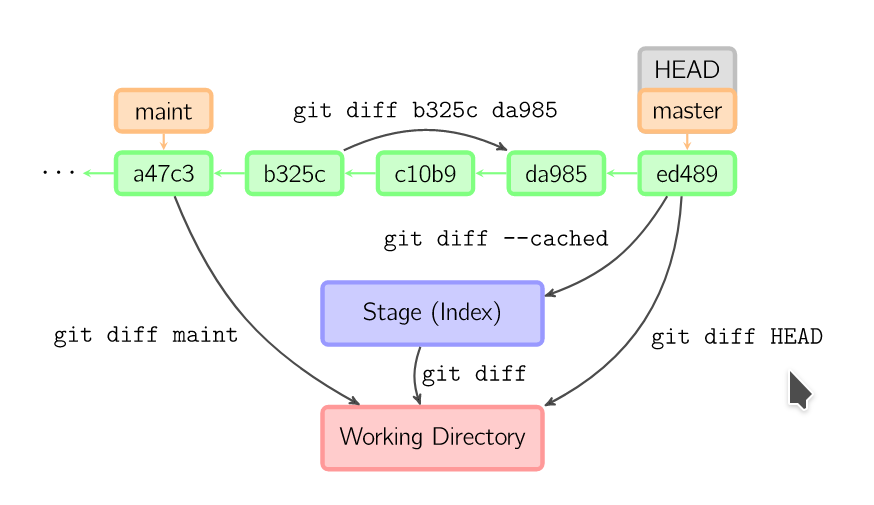 HEAD
maint
git diff b325c da985
master
...
a47c3
b325c
c10b9
da985
ed489
git diff --cached
Stage (Index)
git diff maint
git diff HEAD
git diff
Working Directory